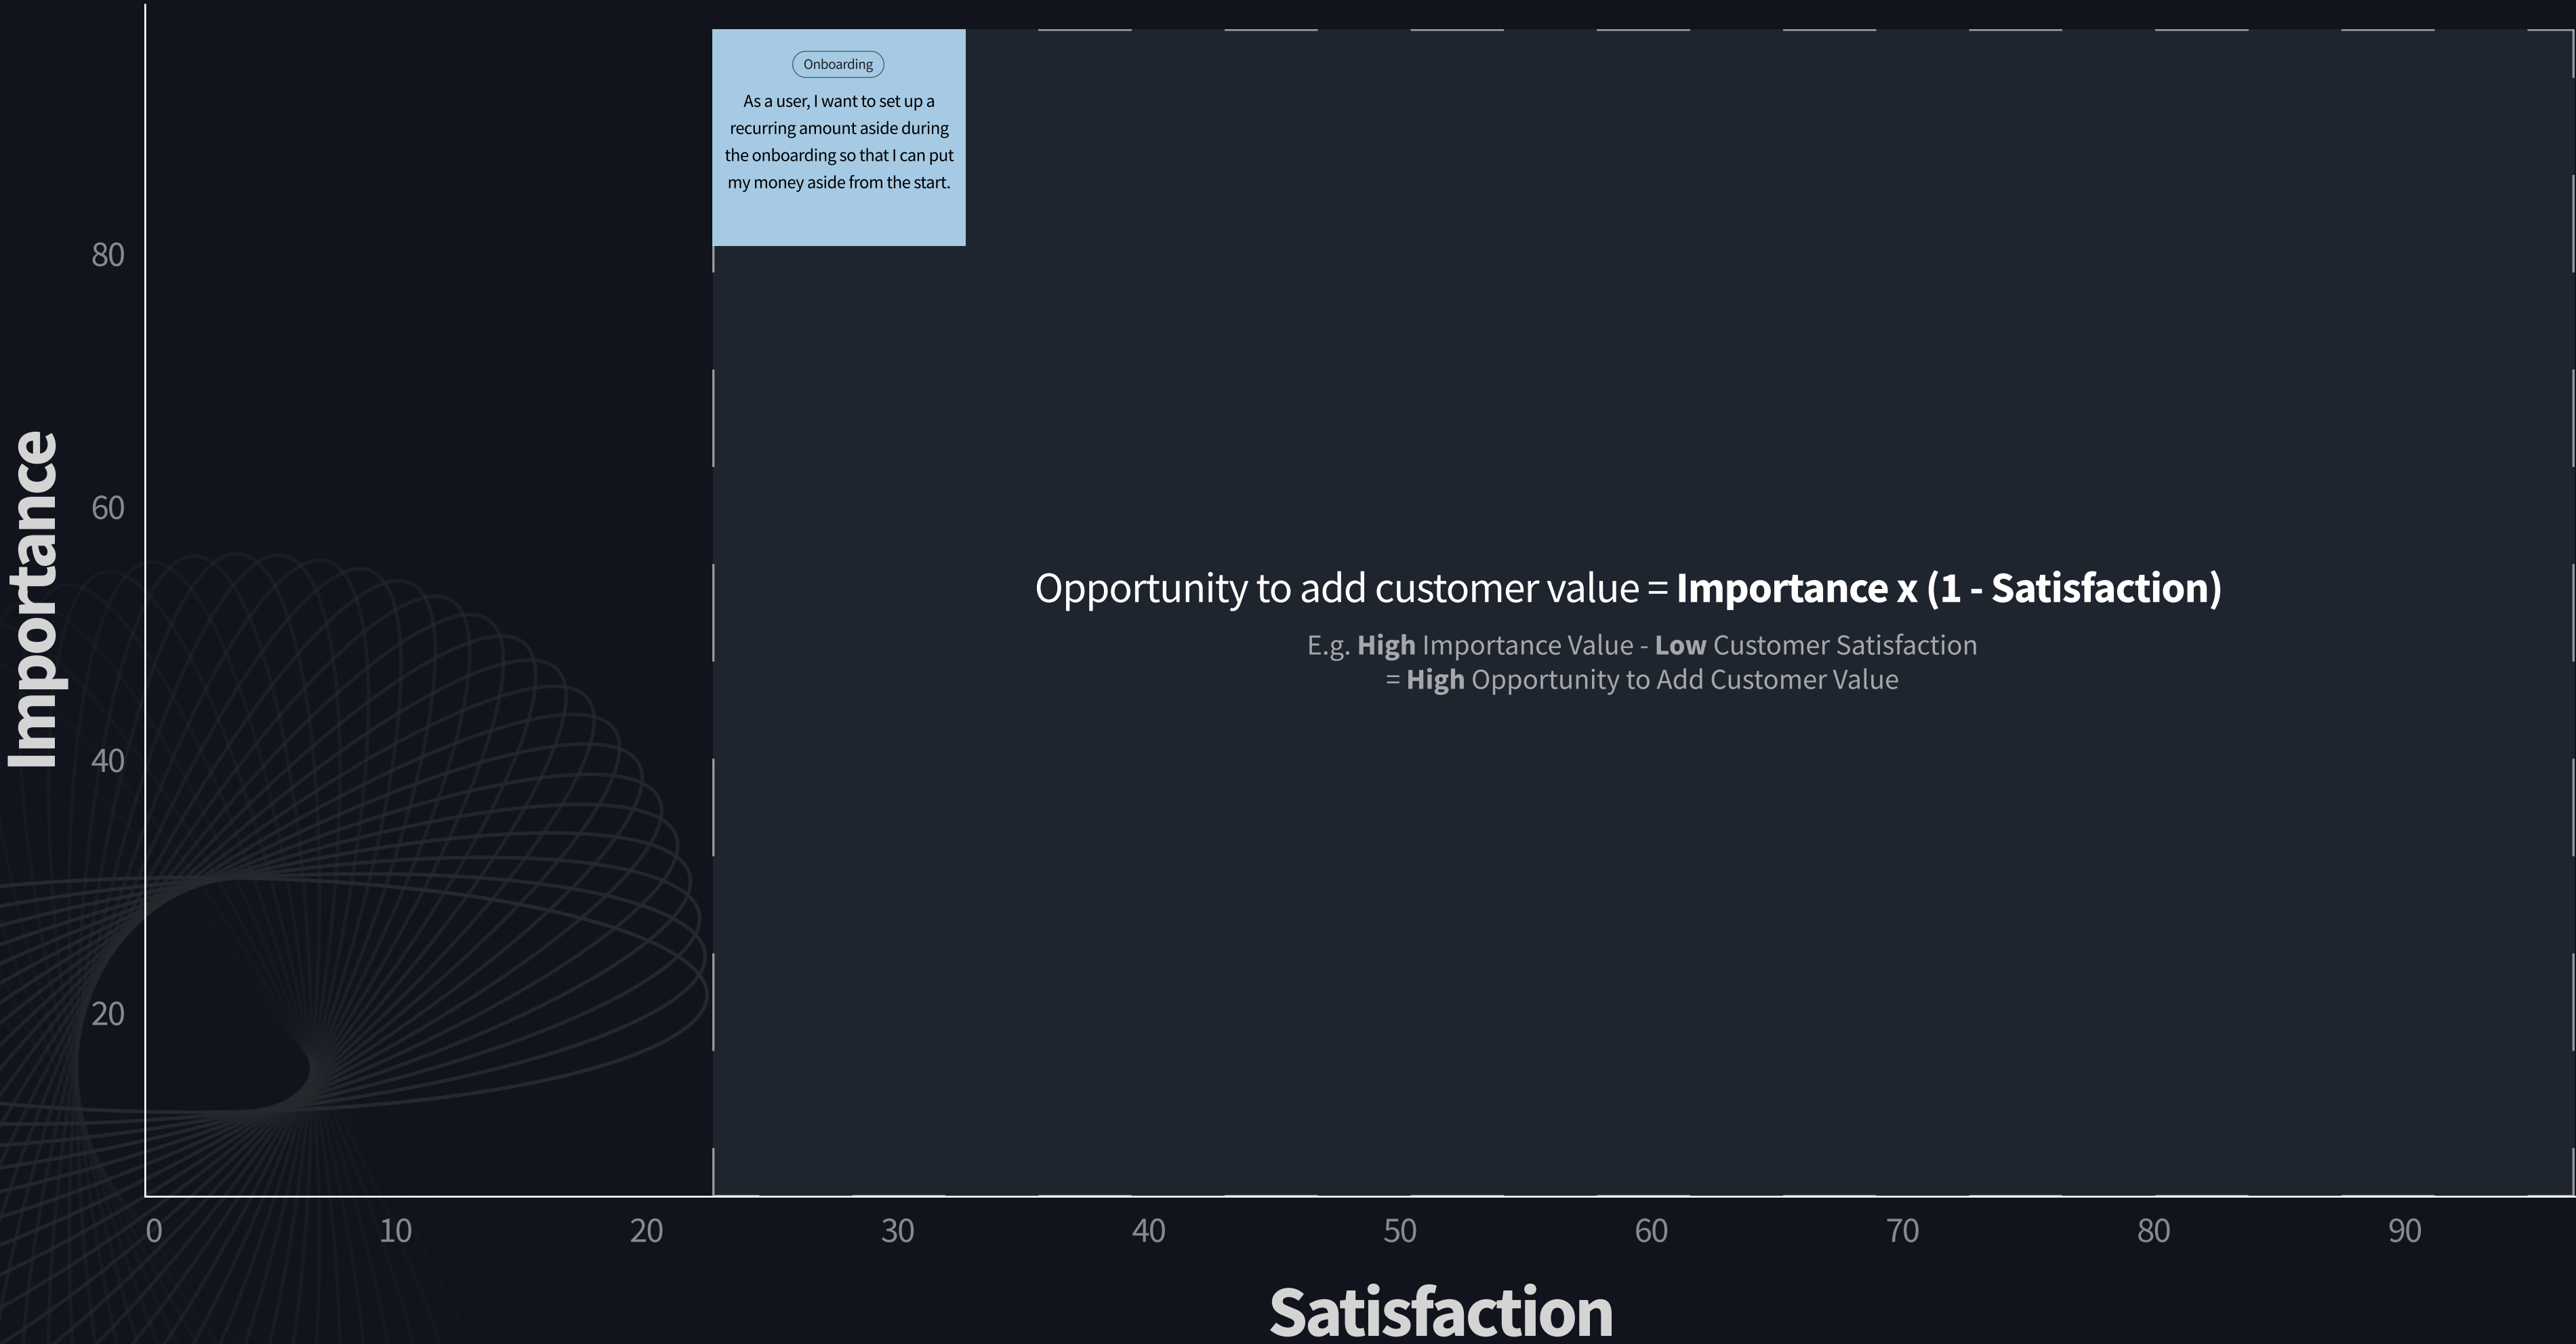 Onboarding
As a user, I want to set up a
recurring amount aside during
the onboarding so that I can put
my money aside from the start.
80
60
40
20
Importance
Opportunity to add customer value = Importance x (1 - Satisfaction)
E.g. High Importance Value - Low Customer Satisfaction
= High Opportunity to Add Customer Value
0 10 20 30 40 50 60 70 80 90
Satisfaction